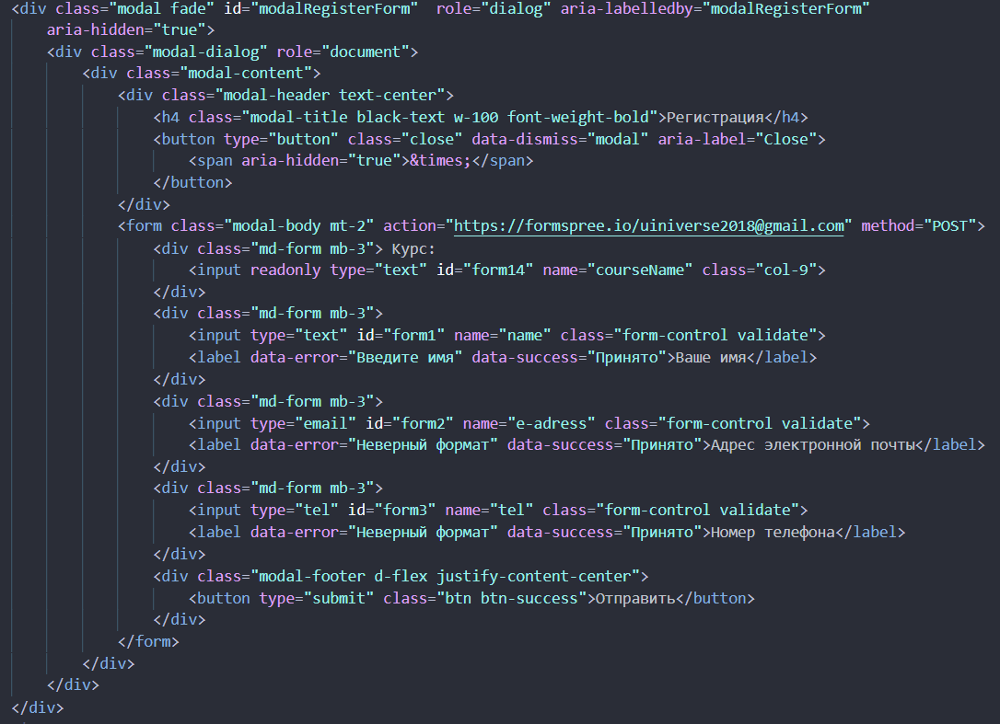 <div class="modal fade" id="modalRegisterForm"  role="dialog" aria-labelledby="modalRegisterForm"
    aria-hidden="true">
    <div class="modal-dialog" role="document">
        <div class="modal-content">
            <div class="modal-header text-center">
                <h4 class="modal-title black-text w-100 font-weight-bold">Регистрация</h4>
                <button type="button" class="close" data-dismiss="modal" aria-label="Close">
                    <span aria-hidden="true">&times;</span>
                </button>
            </div>
            <form class="modal-body mt-2" action="https://formspree.io/uiniverse2018@gmail.com" method="POST">
                <div class="md-form mb-3"> Курс:
                    <input readonly type="text" id="form14" name="courseName" class="col-9">
                </div>
                <div class="md-form mb-3">
                    <input type="text" id="form1" name="name" class="form-control validate">
                    <label data-error="Введите имя" data-success="Принято">Ваше имя</label>
                </div>
                <div class="md-form mb-3">
                    <input type="email" id="form2" name="e-adress" class="form-control validate">
                    <label data-error="Неверный формат" data-success="Принято">Адрес электронной почты</label>
                </div>
                <div class="md-form mb-3">
                    <input type="tel" id="form3" name="tel" class="form-control validate">
                    <label data-error="Неверный формат" data-success="Принято">Номер телефона</label>
                </div>
                <div class="modal-footer d-flex justify-content-center">
                    <button type="submit" class="btn btn-success">Отправить</button>
                </div>
            </form>
        </div>
    </div>
</div>